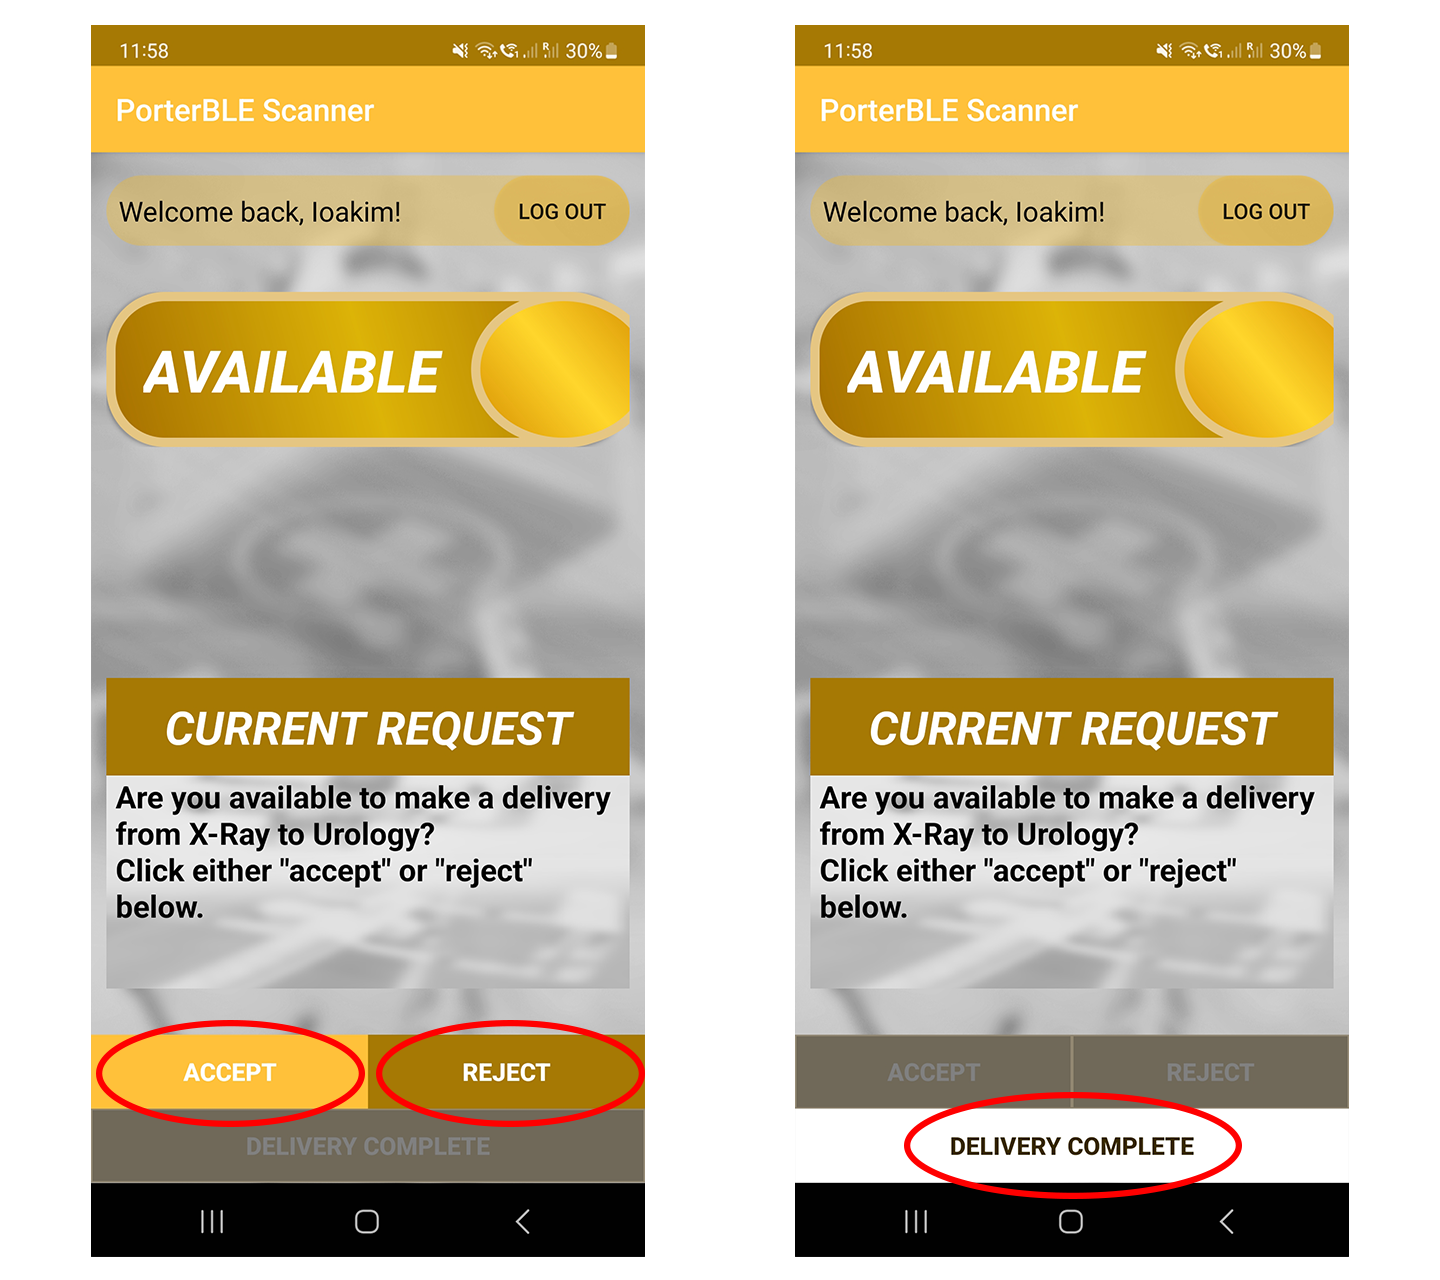 11:58
30%
PorterBLE Scanner
Welcome back, Ioakim!
LOG OUT
AVAILABLE
CURRENT REQUEST
Are you available to make a delivery
from X-Ray to Urology?
Click either "accept" or "reject"
below.
ACCEPT
REJECT
DELIVERY COMPLETE
11:58
30%
PorterBLE Scanner
Welcome back, Ioakim!
LOG OUT
AVAILABLE
CURRENT REQUEST
Are you available to make a delivery
from X-Ray to Urology?
Click either "accept" or "reject"
below.
ACCEPT
REJECT
DELIVERY COMPLETE